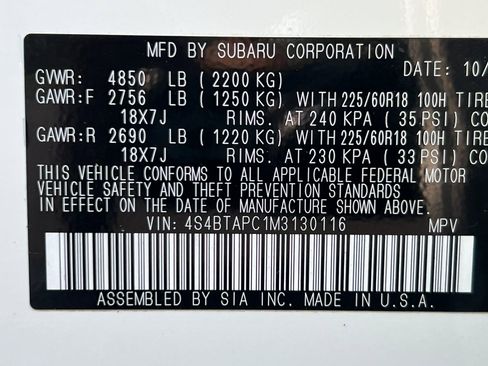 MFD BY SUBARU CORPORATION
DATE: 10/
GVWR: 4850 LB ( 2200 KG)
GAWR:F 2756 LB ( 1250 KG) WITH 225/60R18 100H TIRE
18X7J RIMS. AT 240 KPA ( 35 PSI) CO
GAWR:R 2690 LB ( 1220 KG) WITH 225/60R18 100H TIRE
18X7J RIMS. AT 230 KPA ( 33 PSI) CO
THIS VEHICLE CONFORMS TO ALL APPLICABLE FEDERAL MOTOR
VEHICLE SAFETY AND THEFT PREVENTION STANDARDS
IN EFFECT ON THE DATE OF MANUFACTURE SHOWN ABOVE.
VIN: 4S4BTAPC1M3130116 MPV
ASSEMBLED BY SIA INC. MADE IN U.S.A.